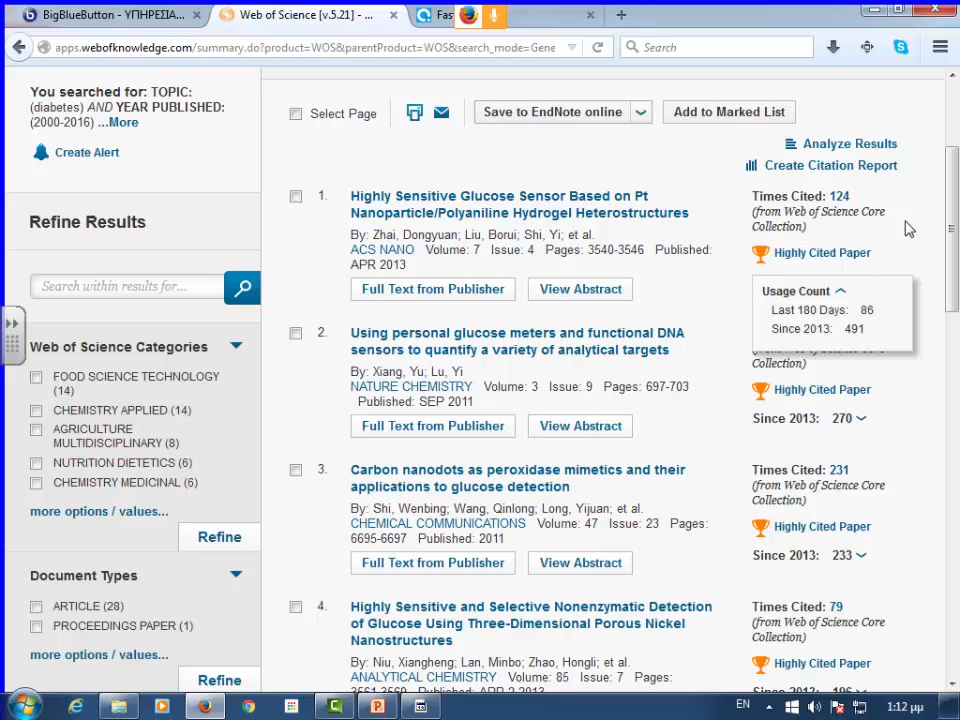 BigBlueButton - ΥΠΗΡΕΣΙΑ...
Web of Science [v.5.21] - ...
Fas
apps.webofknowledge.com/summary.do?product=WOS&parentProduct=WOS&search_mode=Gene
Search
You searched for: TOPIC:
(diabetes) AND YEAR PUBLISHED:
(2000-2016) ...More
Create Alert
Select Page
Save to EndNote online
Add to Marked List
Analyze Results
Create Citation Report
Refine Results
Search within results for...
Web of Science Categories
FOOD SCIENCE TECHNOLOGY
(14)
CHEMISTRY APPLIED (14)
AGRICULTURE
MULTIDISCIPLINARY (8)
NUTRITION DIETETICS (6)
CHEMISTRY MEDICINAL (6)
more options / values...
Refine
Document Types
ARTICLE (28)
PROCEEDINGS PAPER (1)
more options / values...
Refine
1. Highly Sensitive Glucose Sensor Based on Pt
Nanoparticle/Polyaniline Hydrogel Heterostructures
By: Zhai, Dongyuan; Liu, Borui; Shi, Yi; et al.
ACS NANO Volume: 7 Issue: 4 Pages: 3540-3546 Published:
APR 2013
Full Text from Publisher View Abstract
Times Cited: 124
(from Web of Science Core
Collection)
Highly Cited Paper
Usage Count
Last 180 Days: 86
Since 2013: 491
2. Using personal glucose meters and functional DNA
sensors to quantify a variety of analytical targets
By: Xiang, Yu; Lu, Yi
NATURE CHEMISTRY Volume: 3 Issue: 9 Pages: 697-703
Published: SEP 2011
Full Text from Publisher View Abstract
Collection)
Highly Cited Paper
Since 2013: 270
3. Carbon nanodots as peroxidase mimetics and their
applications to glucose detection
By: Shi, Wenbing; Wang, Qinlong; Long, Yijuan; et al.
CHEMICAL COMMUNICATIONS Volume: 47 Issue: 23 Pages:
6695-6697 Published: 2011
Full Text from Publisher View Abstract
Times Cited: 231
(from Web of Science Core
Collection)
Highly Cited Paper
Since 2013: 233
4. Highly Sensitive and Selective Nonenzymatic Detection
of Glucose Using Three-Dimensional Porous Nickel
Nanostructures
By: Niu, Xiangheng; Lan, Minbo; Zhao, Hongli; et al.
ANALYTICAL CHEMISTRY Volume: 85 Issue: 7 Pages:
Times Cited: 79
(from Web of Science Core
Collection)
Highly Cited Paper
EN
1:12 μμ